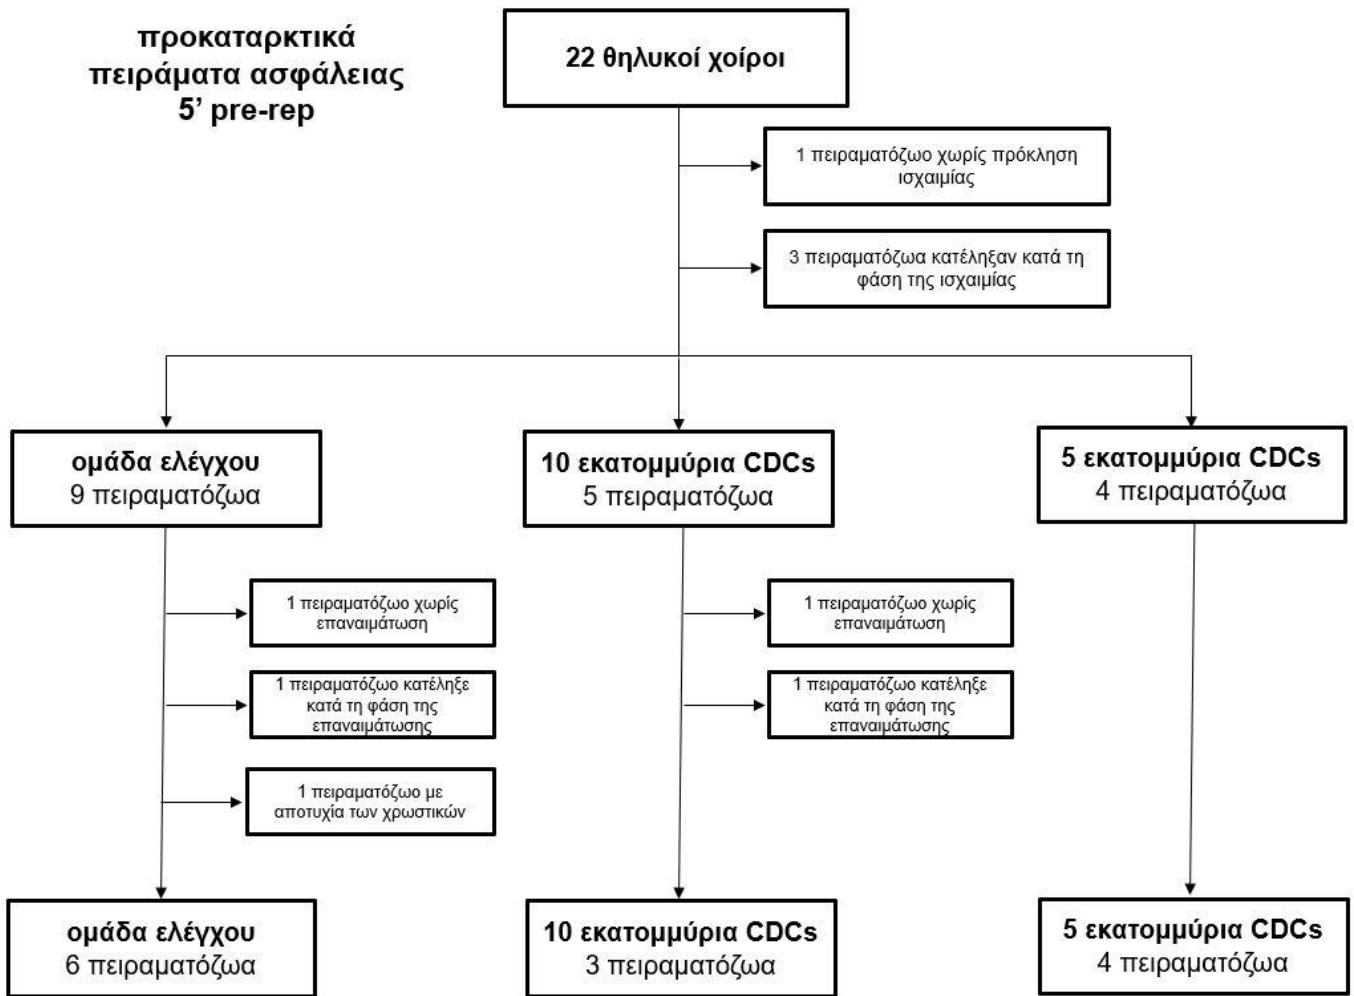 προκαταρκτικά
πειράματα ασφάλειας
5’ pre-rep
22 θηλυκοί χοίροι
1 πειραματόζωο χωρίς πρόκληση
ισχαιμίας
3 πειραματόζωα κατέληξαν κατά τη
φάση της ισχαιμίας
ομάδα ελέγχου
9 πειραματόζωα
10 εκατομμύρια CDCs
5 πειραματόζωα
5 εκατομμύρια CDCs
4 πειραματόζωα
1 πειραματόζωο χωρίς
επαναιμάτωση
1 πειραματόζωο χωρίς
επαναιμάτωση
1 πειραματόζωο κατέληξε
κατά τη φάση της
επαναιμάτωσης
1 πειραματόζωο κατέληξε
κατά τη φάση της
επαναιμάτωσης
1 πειραματόζωο με
αποτυχία των χρωστικών
ομάδα ελέγχου
6 πειραματόζωα
10 εκατομμύρια CDCs
3 πειραματόζωα
5 εκατομμύρια CDCs
4 πειραματόζωα